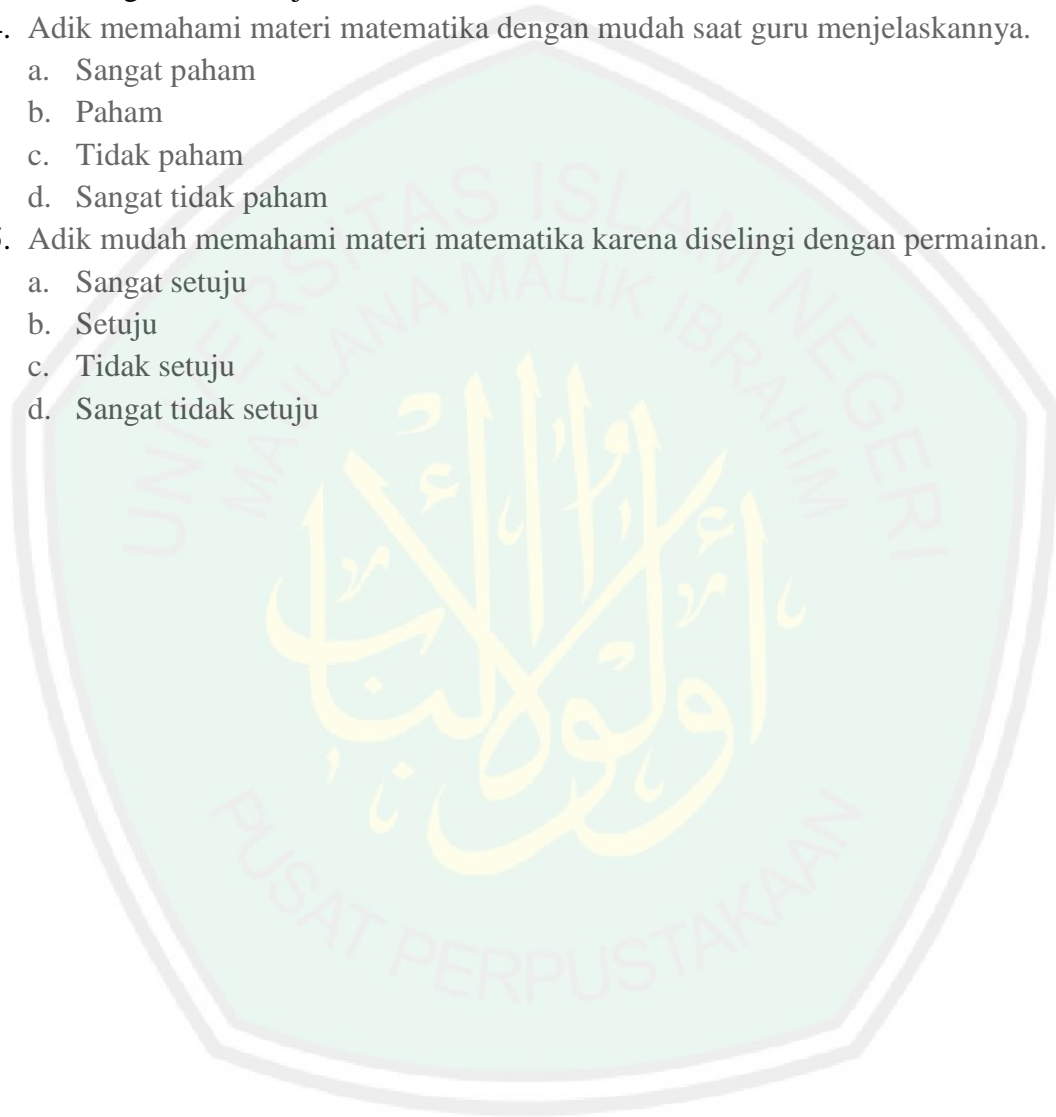 . Adik memahami materi matematika dengan mudah saat guru menjelaskannya.
a. Sangat paham
b. Paham
c. Tidak paham
d. Sangat tidak paham
. Adik mudah memahami materi matematika karena diselingi dengan permainan.
a. Sangat setuju
b. Setuju
c. Tidak setuju
d. Sangat tidak setuju
UNIVERSITAS ISLAM NEGERI
MAULANA MALIK IBRAHIM
أولوا الألباب
PUSAT PERPUSTAKAAN